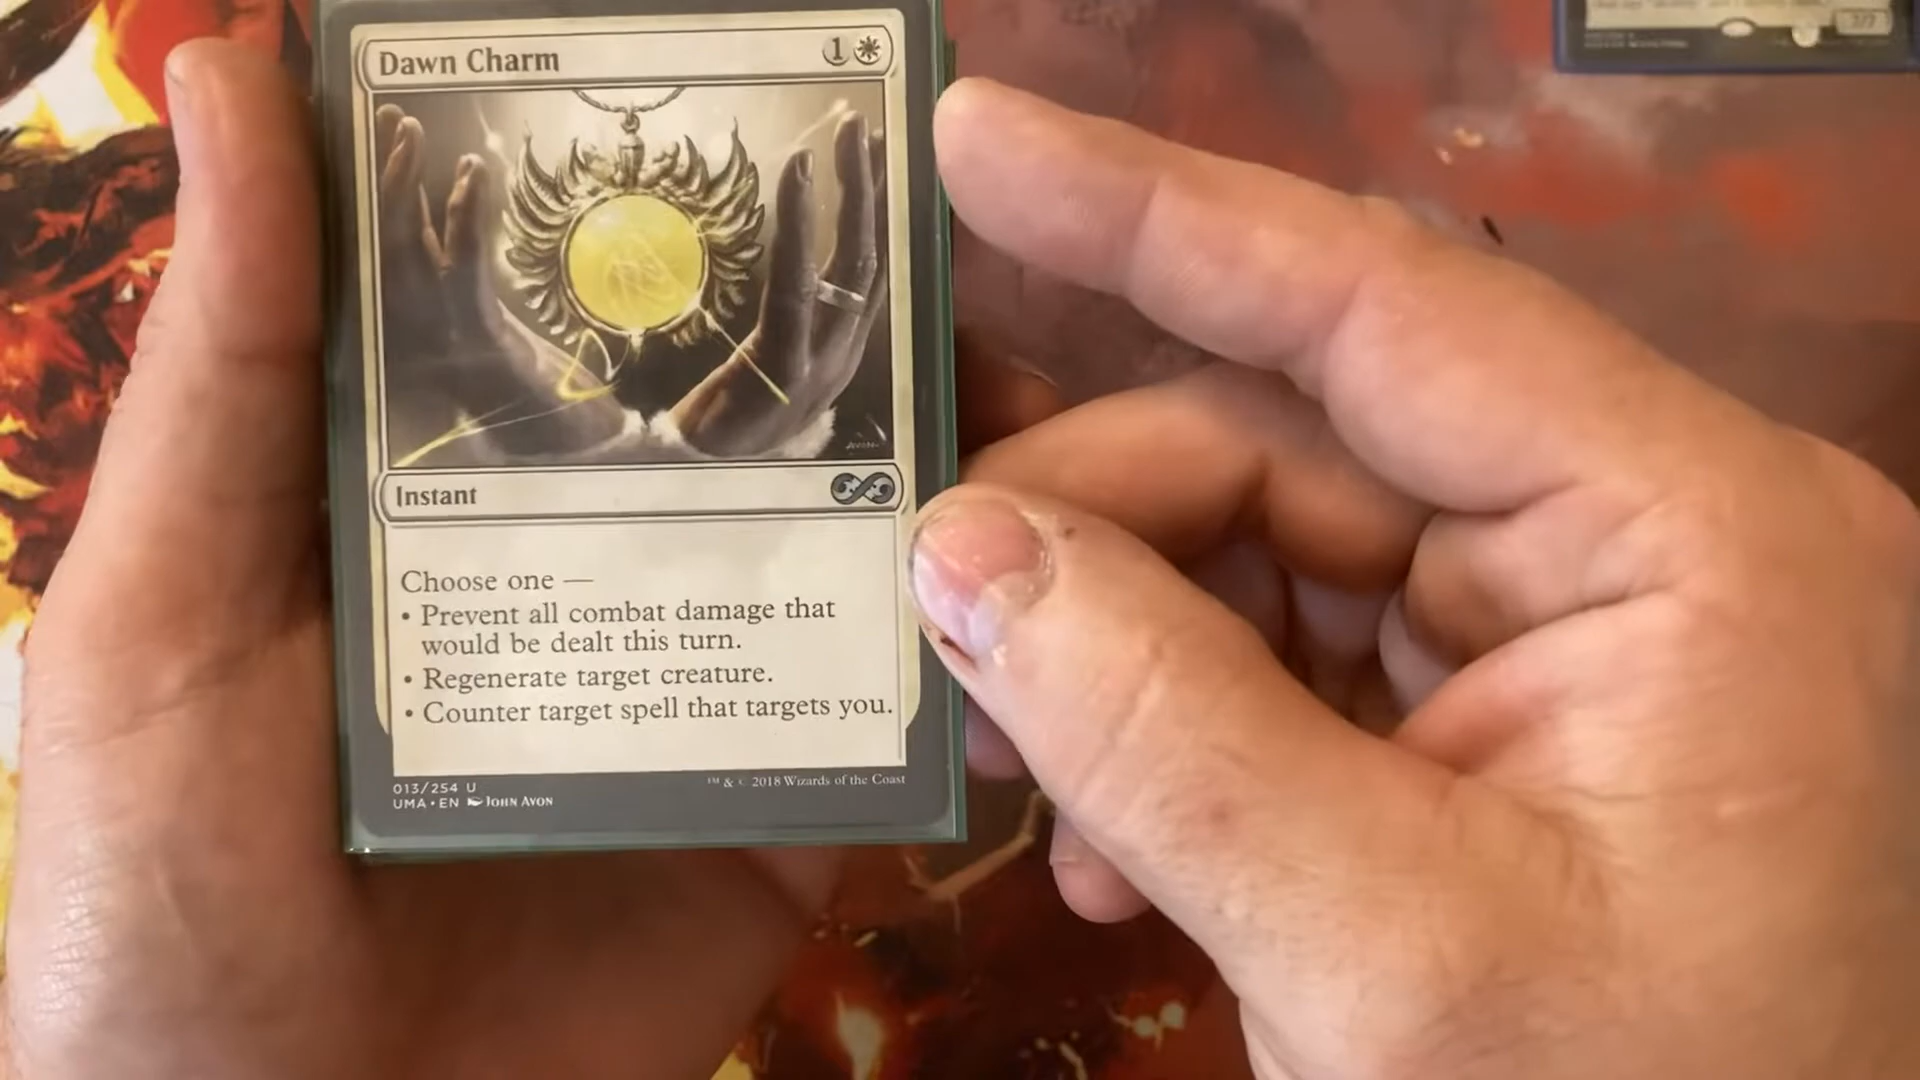 Dawn Charm
1
Instant
Choose one —
• Prevent all combat damage that
would be dealt this turn.
• Regenerate target creature.
• Counter target spell that targets you.
013/254 U
™ & © 2018 Wizards of the Coast
UMA • EN JOHN AVON